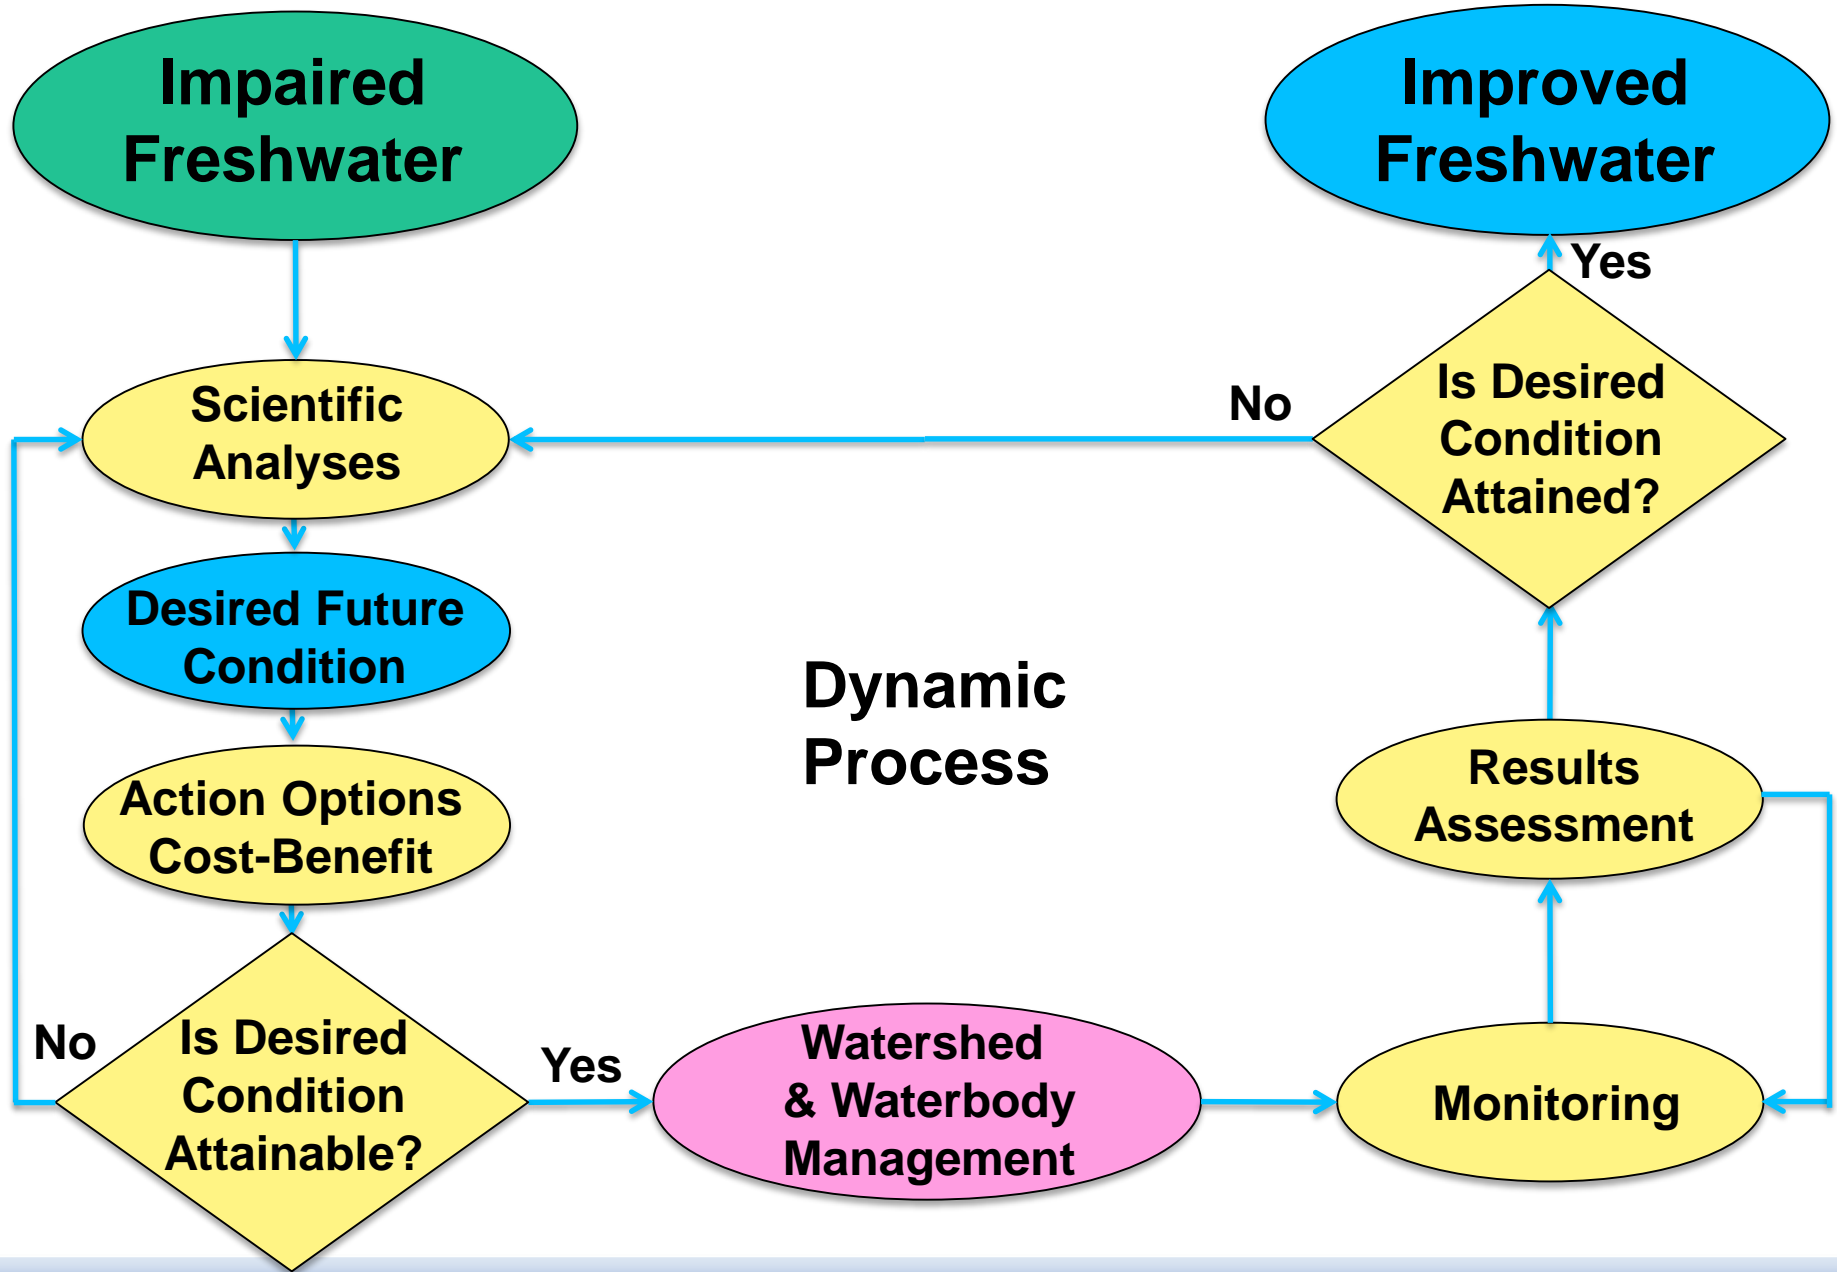 Impaired
Freshwater
Improved
Freshwater
Yes
Scientific
Analyses
No
Is Desired
Condition
Attained?
Desired Future
Condition
Dynamic
Process
Action Options
Cost-Benefit
Results
Assessment
No
Is Desired
Condition
Attainable?
Yes
Watershed
& Waterbody
Management
Monitoring